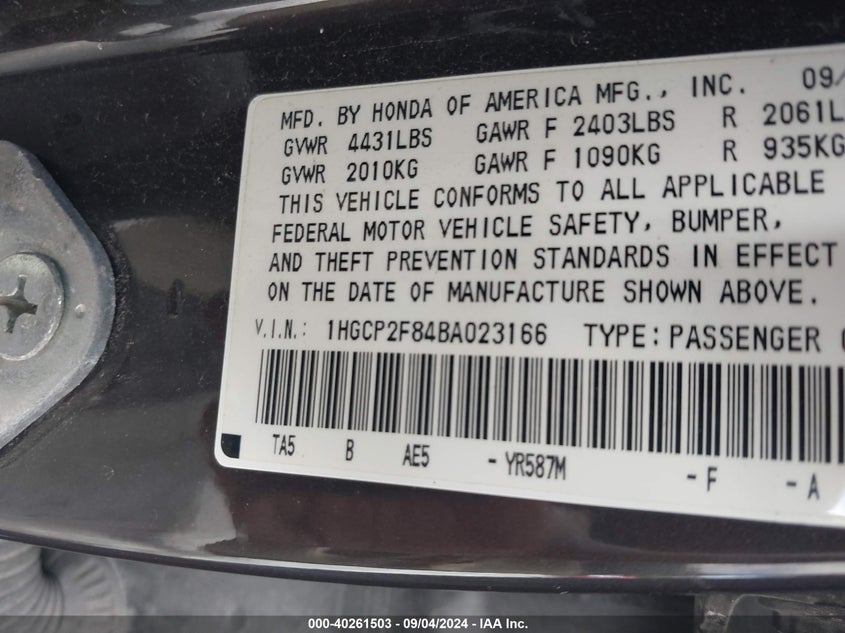 MFD. BY HONDA OF AMERICA MFG., INC. 09/
GVWR 4431LBS GAWR F 2403LBS R 2061L
GVWR 2010KG GAWR F 1090KG R 935KG
THIS VEHICLE CONFORMS TO ALL APPLICABLE
FEDERAL MOTOR VEHICLE SAFETY, BUMPER,
AND THEFT PREVENTION STANDARDS IN EFFECT
ON THE DATE OF MANUFACTURE SHOWN ABOVE.
V.I.N.: 1HGCP2F84BA023166 TYPE: PASSENGER
TA5 B AE5 - YR587M - F - A
000-40261503 - 09/04/2024 - IAA Inc.